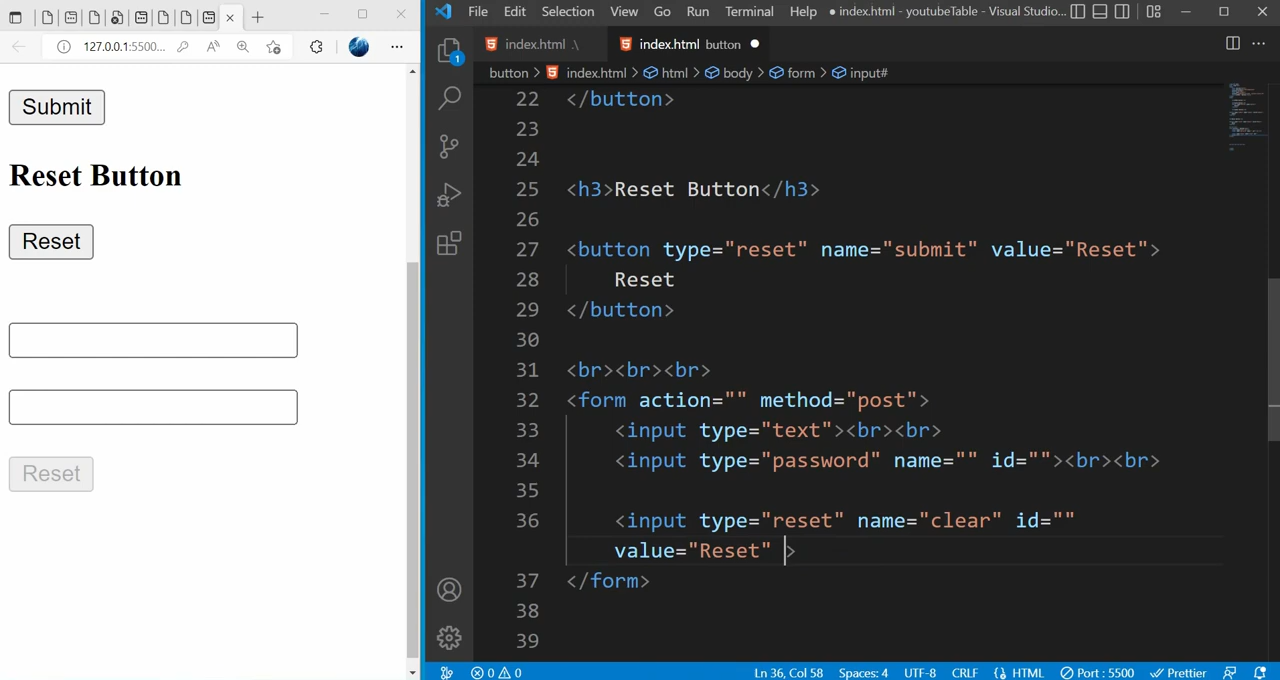 File Edit Selection View Go Run Terminal Help ● index.html - youtubeTable - Visual Studio...
127.0.0.1:5500...
index.html .\ index.html button ●
button > index.html > html > body > form > input#
1
Submit
Reset Button
Reset
Reset
22 </button>
23
24
25 <h3>Reset Button</h3>
26
27 <button type="reset" name="submit" value="Reset">
28 Reset
29 </button>
30
31 <br><br><br>
32 <form action="" method="post">
33 <input type="text"><br><br>
34 <input type="password" name="" id=""><br><br>
35
36 <input type="reset" name="clear" id=""
value="Reset" >
37 </form>
38
39
0 0 Ln 36, Col 58 Spaces: 4 UTF-8 CRLF {} HTML Port : 5500 Prettier